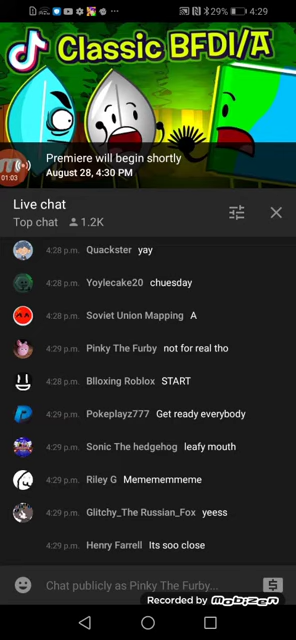 29% 4:29
Classic BFDI/A
Premiere will begin shortly
August 28, 4:30 PM
01:03
Live chat
Top chat 1.2K
4:28 p.m. Quackster yay
4:28 p.m. Yoylecake20 chuesday
4:28 p.m. Soviet Union Mapping A
4:29 p.m. Pinky The Furby not for real tho
4:28 p.m. Blloxing Roblox START
4:29 p.m. Pokeplayz777 Get ready everybody
4:29 p.m. Sonic The hedgehog leafy mouth
4:29 p.m. Riley G Memememmeme
4:29 p.m. Glitchy_The Russian_Fox yeess
4:29 p.m. Henry Farrell Its soo close
Chat publicly as Pinky The Furby...
Recorded by Mobizen